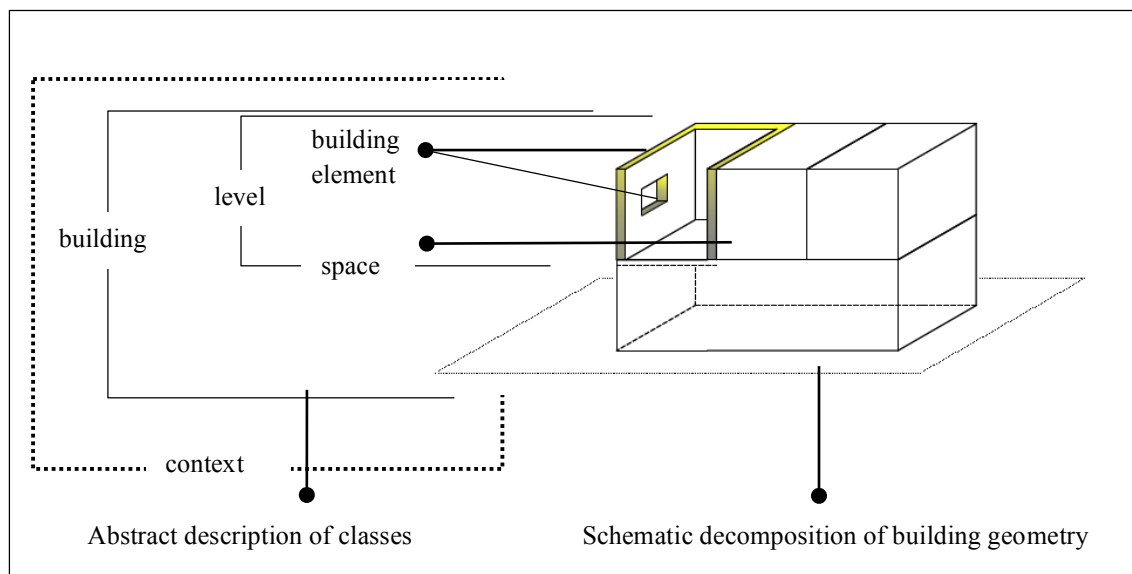 building
element
level
building
space
context
Abstract description of classes
Schematic decomposition of building geometry